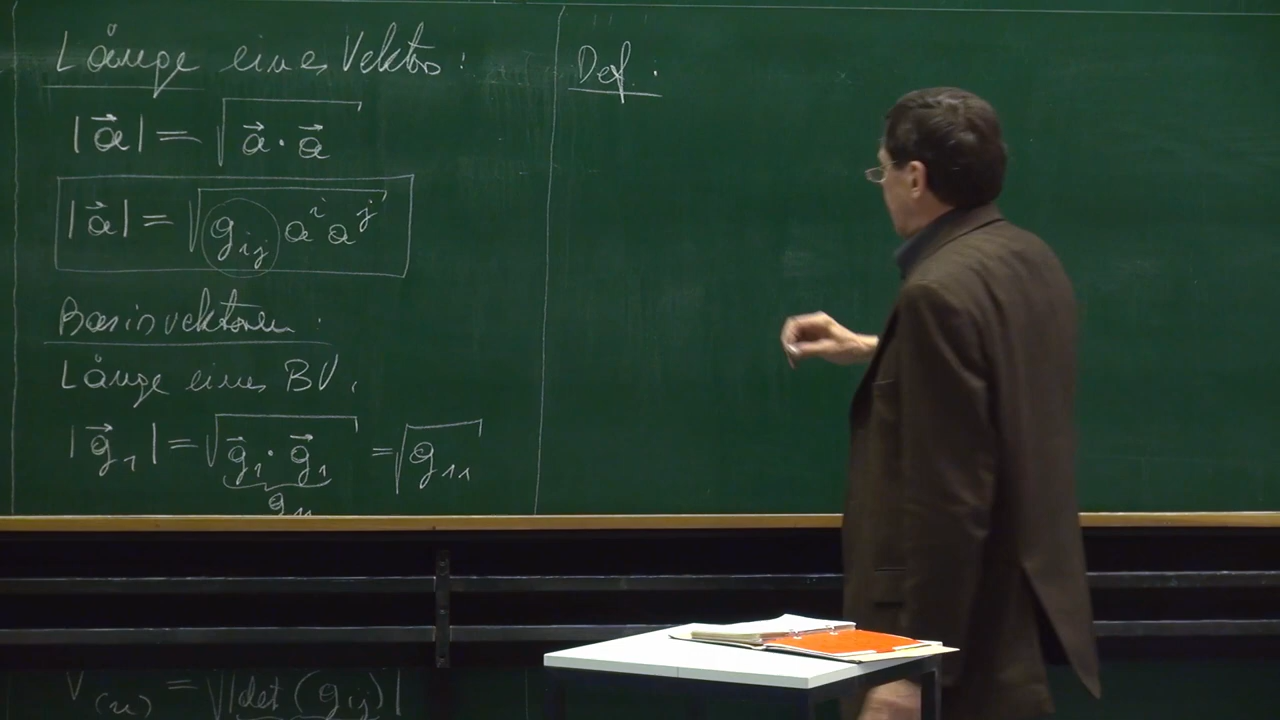 Länge eines Vektors:
|a⃗| = √(a⃗ · a⃗)
|a⃗| = √(g_ij a^i a^j)
Basisvektoren:
Länge eines BV.
|g⃗_1| = √(g⃗_1 · g⃗_1) = √(g_11)
g_11
Def.:
V_(n) = √|det (g_ij)|